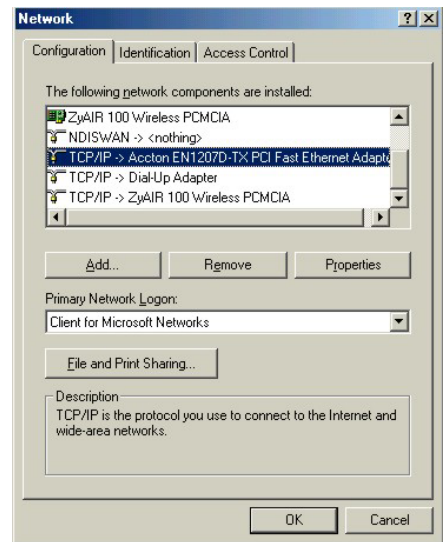 Network
Configuration Identification Access Control
The following network components are installed:
ZyAIR 100 Wireless PCMCIA
NDISWAN -> <nothing>
TCP/IP -> Accton EN1207D-TX PCI Fast Ethernet Adapte
TCP/IP -> Dial-Up Adapter
TCP/IP -> ZyAIR 100 Wireless PCMCIA
Add... Remove Properties
Primary Network Logon:
Client for Microsoft Networks
File and Print Sharing...
Description
TCP/IP is the protocol you use to connect to the Internet and
wide-area networks.
OK Cancel